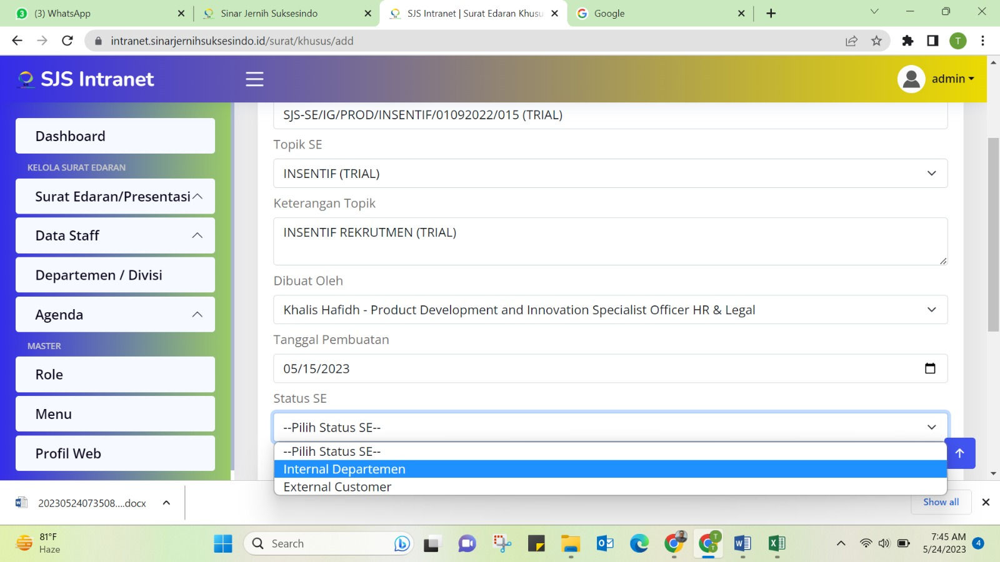 (3) WhatsApp
Sinar Jernih Suksesindo
SJS Intranet | Surat Edaran Khusu
Google
intranet.sinarjernihsuksesindo.id/surat/khusus/add
T
SJS Intranet
admin
Dashboard
KELOLA SURAT EDARAN
Surat Edaran/Presentasi
Data Staff
Departemen / Divisi
Agenda
MASTER
Role
Menu
Profil Web
SJS-SE/IG/PROD/INSENTIF/01092022/015 (TRIAL)
Topik SE
INSENTIF (TRIAL)
Keterangan Topik
INSENTIF REKRUTMEN (TRIAL)
Dibuat Oleh
Khalis Hafidh - Product Development and Innovation Specialist Officer HR & Legal
Tanggal Pembuatan
05/15/2023
Status SE
--Pilih Status SE--
--Pilih Status SE--
Internal Departemen
External Customer
20230524073508....docx
Show all
81°F
Haze
Search
7:45 AM
5/24/2023
4